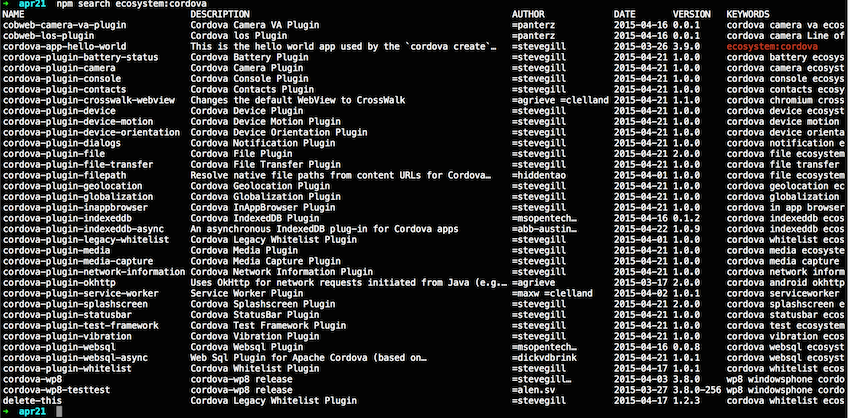 ➜ apr21 npm search ecosystem:cordova
NAME DESCRIPTION AUTHOR DATE VERSION KEYWORDS
cobweb-camera-va-plugin Cordova Camera VA Plugin =panterz 2015-04-16 0.0.1 cordova camera va ecos
cobweb-los-plugin Cordova los Plugin =panterz 2015-04-16 0.0.1 cordova camera Line of
cordova-app-hello-world This is the hello world app used by the `cordova create`… =stevegill 2015-03-26 3.9.0 ecosystem:cordova
cordova-plugin-battery-status Cordova Battery Plugin =stevegill 2015-04-21 1.0.0 cordova battery ecosys
cordova-plugin-camera Cordova Camera Plugin =stevegill 2015-04-21 1.0.0 cordova camera ecosyst
cordova-plugin-console Cordova Console Plugin =stevegill 2015-04-21 1.0.0 cordova console ecosys
cordova-plugin-contacts Cordova Contacts Plugin =stevegill 2015-04-21 1.0.0 cordova contacts ecosy
cordova-plugin-crosswalk-webview Changes the default WebView to CrossWalk =agrieve =clelland 2015-04-21 1.1.0 cordova chromium cross
cordova-plugin-device Cordova Device Plugin =stevegill 2015-04-21 1.0.0 cordova device ecosyst
cordova-plugin-device-motion Cordova Device Motion Plugin =stevegill 2015-04-21 1.0.0 cordova device motion
cordova-plugin-device-orientation Cordova Device Orientation Plugin =stevegill 2015-04-21 1.0.0 cordova device orienta
cordova-plugin-dialogs Cordova Notification Plugin =stevegill 2015-04-21 1.0.0 cordova notification e
cordova-plugin-file Cordova File Plugin =stevegill 2015-04-21 2.0.0 cordova file ecosystem
cordova-plugin-file-transfer Cordova File Transfer Plugin =stevegill 2015-04-21 1.0.0 cordova file transfer
cordova-plugin-filepath Resolve native file paths from content URLs for Cordova… =hiddentao 2015-04-01 1.0.0 cordova files filesyst
cordova-plugin-geolocation Cordova Geolocation Plugin =stevegill 2015-04-21 1.0.0 cordova geolocation ec
cordova-plugin-globalization Cordova Globalization Plugin =stevegill 2015-04-21 1.0.0 cordova globalization
cordova-plugin-inappbrowser Cordova InAppBrowser Plugin =stevegill 2015-04-21 1.0.0 cordova in app browser
cordova-plugin-indexeddb Cordova IndexedDB Plugin =msopentech… 2015-04-16 0.1.2 cordova indexeddb ecos
cordova-plugin-indexeddb-async An asynchronous IndexedDB plug-in for Cordova apps =abb-austin… 2015-04-22 1.0.9 cordova indexeddb ecos
cordova-plugin-legacy-whitelist Cordova Legacy Whitelist Plugin =stevegill 2015-04-01 1.0.0 cordova whitelist ecos
cordova-plugin-media Cordova Media Plugin =stevegill 2015-04-21 1.0.0 cordova media ecosyste
cordova-plugin-media-capture Cordova Media Capture Plugin =stevegill 2015-04-21 1.0.0 cordova media capture
cordova-plugin-network-information Cordova Network Information Plugin =stevegill 2015-04-21 1.0.0 cordova network inform
cordova-plugin-okhttp Uses OkHttp for network requests initiated from Java (e.g.… =agrieve 2015-03-17 2.0.0 cordova android okhttp
cordova-plugin-service-worker Service Worker Plugin =maxw =clelland 2015-04-02 1.0.1 cordova serviceworker
cordova-plugin-splashscreen Cordova Splashscreen Plugin =stevegill 2015-04-21 2.0.0 cordova splashscreen e
cordova-plugin-statusbar Cordova StatusBar Plugin =stevegill 2015-04-21 1.0.0 cordova statusbar ecos
cordova-plugin-test-framework Cordova Test Framework Plugin =stevegill 2015-04-21 1.0.0 cordova test ecosystem
cordova-plugin-vibration Cordova Vibration Plugin =stevegill 2015-04-21 1.0.0 cordova vibration ecos
cordova-plugin-websql Cordova WebSQL Plugin =msopentech… 2015-04-16 0.0.8 cordova websql ecosyst
cordova-plugin-websql-async Web Sql Plugin for Apache Cordova (based on… =dickvdbrink 2015-04-21 1.0.1 cordova websql ecosyst
cordova-plugin-whitelist Cordova Whitelist Plugin =stevegill 2015-04-21 1.0.0 cordova whitelist ecos
cordova-wp8 cordova-wp8 release =stevegill… 2015-04-03 3.8.0 wp8 windowsphone cordo
cordova-wp8-testtest cordova-wp8 release =alen.sv 2015-03-27 3.8.0-256 wp8 windowsphone cordo
delete-this Cordova Legacy Whitelist Plugin =stevegill 2015-04-17 1.2.3 cordova whitelist ecos
➜ apr21